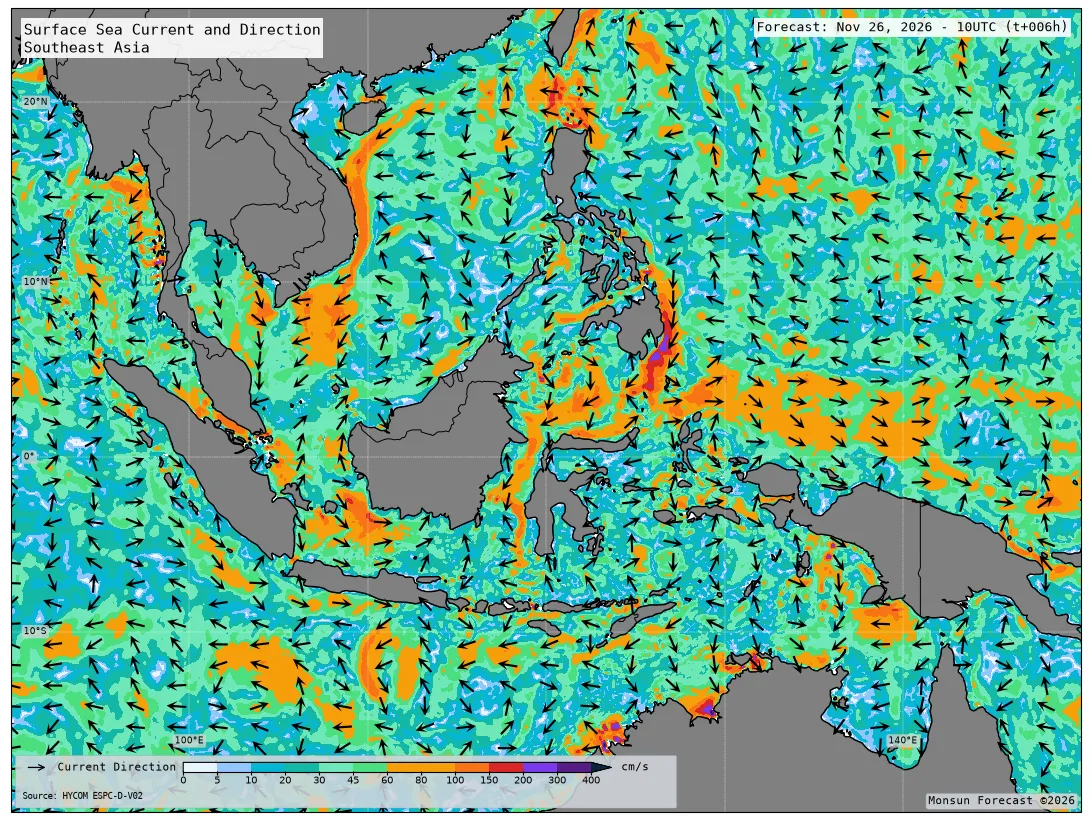 Surface Sea Current and Direction
Southeast Asia
Forecast: Nov 26, 2026 - 10UTC (t+006h)
20°N
10°N
0°
10°S
100°E
140°E
Current Direction
0 5 10 20 30 45 60 80 100 150 200 300 400 cm/s
Source: HYCOM ESPC-D-V02
Monsun Forecast ©2026